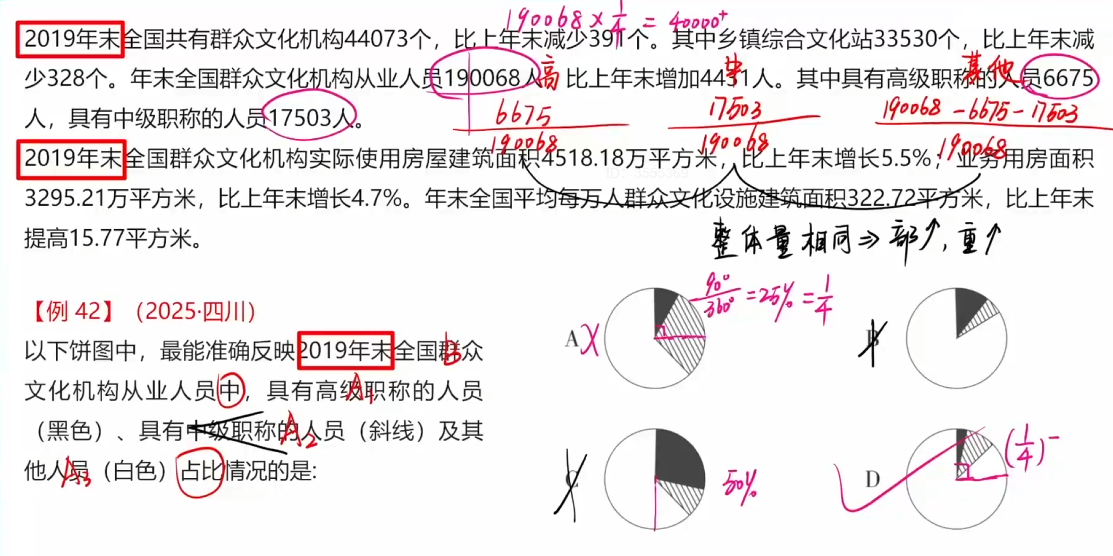 190068×1/4 = 40000⁺
2019年末全国共有群众文化机构44073个，比上年末减少391个。其中乡镇综合文化站33530个，比上年末减
少328个。年末全国群众文化机构从业人员190068人，比上年末增加4431人。其中具有高级职称的人员6675
高 中 其他
人，具有中级职称的人员17503人。
6675/190068 17503/190068 190068-6675-17503/190068
2019年末全国群众文化机构实际使用房屋建筑面积4518.18万平方米，比上年末增长5.5%；业务用房面积
ID:3555369
3295.21万平方米，比上年末增长4.7%。年末全国平均每万人群众文化设施建筑面积322.72平方米，比上年末
提高15.77平方米。
整体量相同⇒部↑，重↑
【例 42】（2025·四川）
以下饼图中，最能准确反映2019年末全国群众
B
文化机构从业人员中，具有高级职称的人员
A₁
（黑色）、具有中级职称的人员（斜线）及其
A₂
他人员（白色）占比情况的是:
A₃
A X 90°/360° =25%=1/4
B
C 50%
D (1/4)⁻